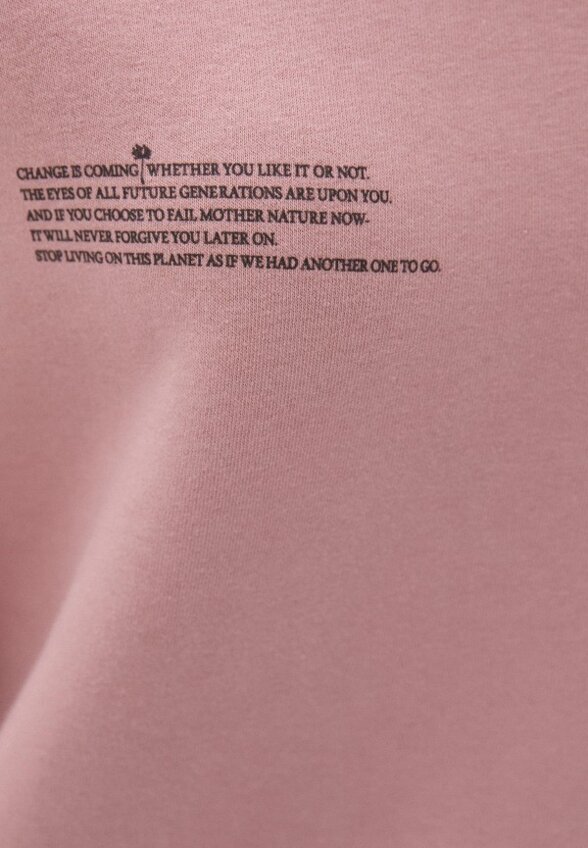 CHANGE IS COMING WHETHER YOU LIKE IT OR NOT.
THE EYES OF ALL FUTURE GENERATIONS ARE UPON YOU.
AND IF YOU CHOOSE TO FAIL MOTHER NATURE NOW-
IT WILL NEVER FORGIVE YOU LATER ON.
STOP LIVING ON THIS PLANET AS IF WE HAD ANOTHER ONE TO GO.